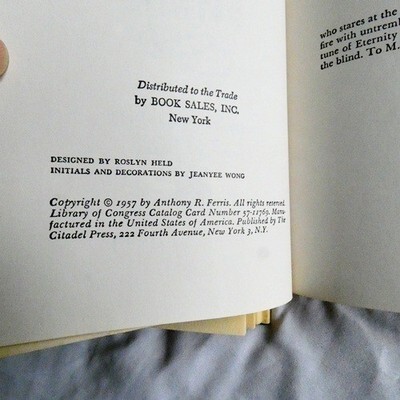 Distributed to the Trade
by BOOK SALES, INC.
New York
DESIGNED BY ROSLYN HELD
INITIALS AND DECORATIONS BY JEANYEE WONG
Copyright © 1957 by Anthony R. Ferris. All rights reserved.
Library of Congress Catalog Card Number 57-11769. Manu-
factured in the United States of America. Published by The
Citadel Press, 222 Fourth Avenue, New York 3, N.Y.
who stares at the
fire with untremb
tune of Eternity
the blind. To M.